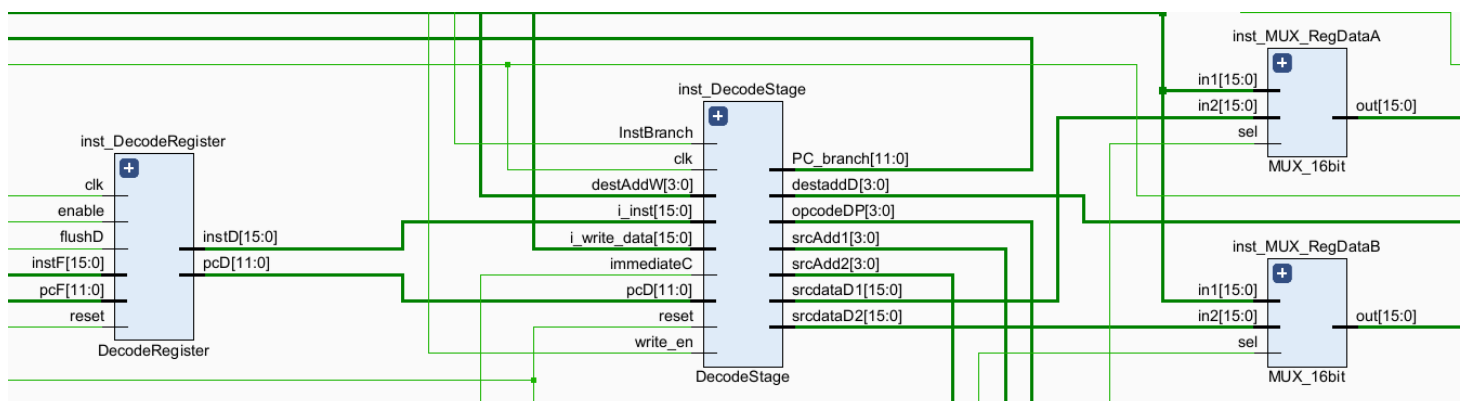 inst_DecodeRegister
clk
enable
flushD
instF[15:0]
pcF[11:0]
reset
instD[15:0]
pcD[11:0]
DecodeRegister
inst_DecodeStage
InstBranch
clk
destAddW[3:0]
i_inst[15:0]
i_write_data[15:0]
immediateC
pcD[11:0]
reset
write_en
PC_branch[11:0]
destaddD[3:0]
opcodeDP[3:0]
srcAdd1[3:0]
srcAdd2[3:0]
srcdataD1[15:0]
srcdataD2[15:0]
DecodeStage
inst_MUX_RegDataA
in1[15:0]
in2[15:0]
sel
out[15:0]
MUX_16bit
inst_MUX_RegDataB
in1[15:0]
in2[15:0]
sel
out[15:0]
MUX_16bit